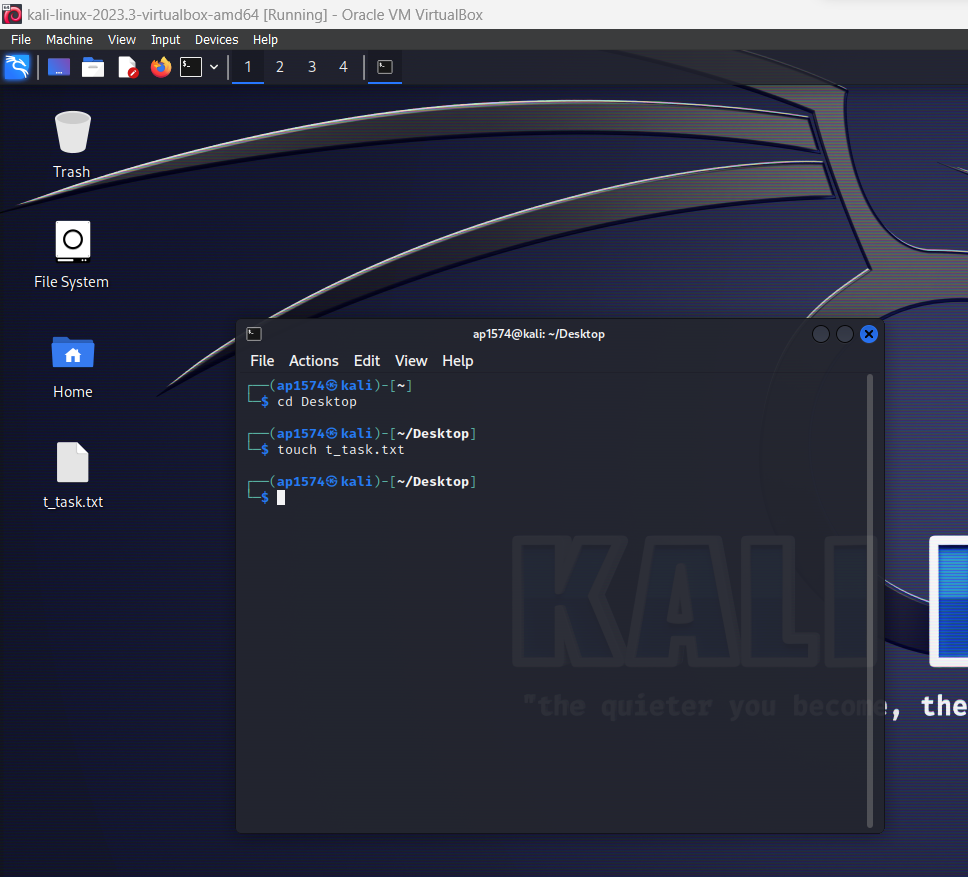 kali-linux-2023.3-virtualbox-amd64 [Running] - Oracle VM VirtualBox
File Machine View Input Devices Help
1 2 3 4
Trash
File System
Home
t_task.txt
ap1574@kali: ~/Desktop
File Actions Edit View Help
┌──(ap1574㉿kali)-[~]
└─$ cd Desktop
┌──(ap1574㉿kali)-[~/Desktop]
└─$ touch t_task.txt
┌──(ap1574㉿kali)-[~/Desktop]
└─$
KALI
"the quieter you become, the